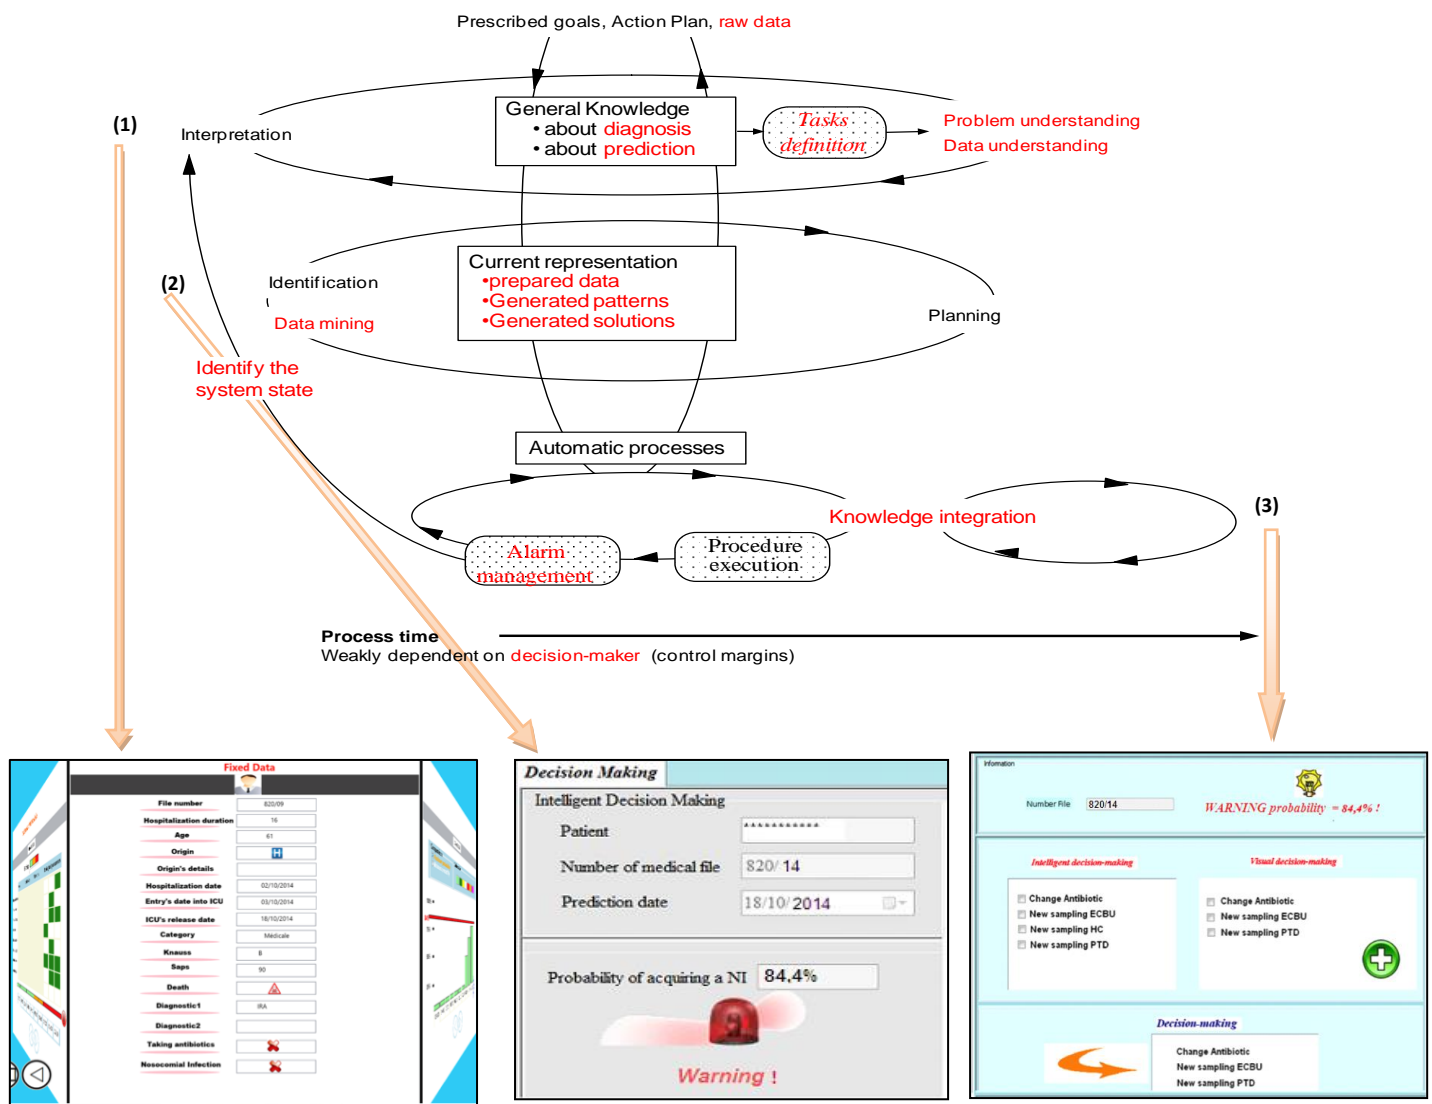 Prescribed goals, Action Plan, raw data
(1)
Interpretation
General Knowledge
• about diagnosis
• about prediction
Tasks
definition
Problem understanding
Data understanding
(2)
Identification
Data mining
Current representation
•prepared data
•Generated patterns
•Generated solutions
Planning
Identify the
system state
Automatic processes
Knowledge integration
(3)
Alarm
management
Procedure
execution
Process time
Weakly dependent on decision-maker (control margins)
Fixed Data
File number 820/09
Hospitalization duration 16
Age 61
Origin H
Origin's details
Hospitalization date 02/10/2014
Entry's date into ICU 03/10/2014
ICU's release date 18/10/2014
Category Médicale
Knauss B
Saps 90
Death
Diagnostic1 IRA
Diagnostic2
Taking antibiotics
Nosocomial Infection
Decision Making
Intelligent Decision Making
Patient ***********
Number of medical file 820/ 14
Prediction date 18/10/ 2014
Probability of acquiring a NI 84,4%
Warning !
Information
Number File 820/14
WARNING probability = 84,4% !
Intelligent decision-making
Change Antibiotic
New sampling ECBU
New sampling HC
New sampling PTD
Visual decision-making
Change Antibiotic
New sampling ECBU
New sampling PTD
Decision-making
Change Antibiotic
New sampling ECBU
New sampling PTD